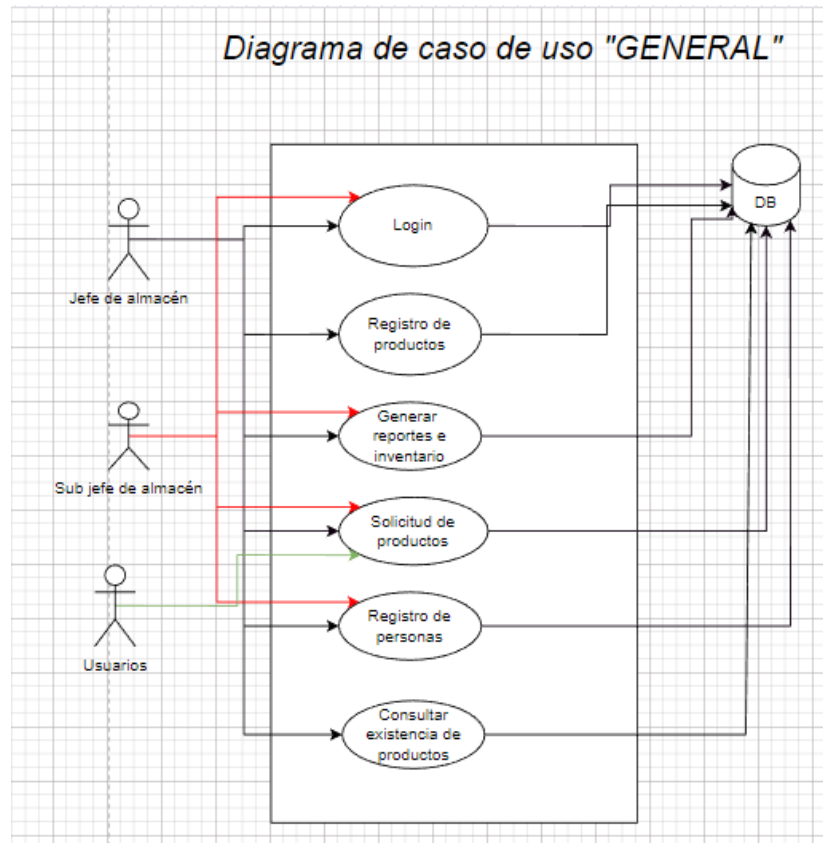 Diagrama de caso de uso "GENERAL"
DB
Login
Jefe de almacén
Registro de
productos
Generar
reportes e
inventario
Sub jefe de almacén
Solicitud de
productos
Registro de
personas
Usuarios
Consultar
existencia de
productos